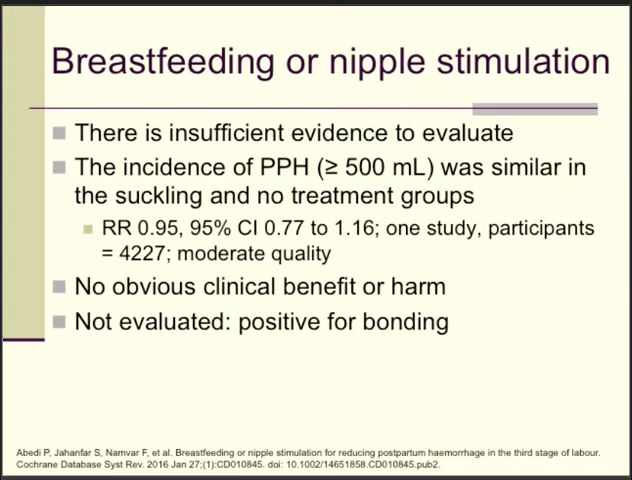 Breastfeeding or nipple stimulation
There is insufficient evidence to evaluate
The incidence of PPH (≥ 500 mL) was similar in
the suckling and no treatment groups
RR 0.95, 95% CI 0.77 to 1.16; one study, participants
= 4227; moderate quality
No obvious clinical benefit or harm
Not evaluated: positive for bonding
Abedi P, Jahanfar S, Namvar F, et al. Breastfeeding or nipple stimulation for reducing postpartum haemorrhage in the third stage of labour.
Cochrane Database Syst Rev. 2016 Jan 27;(1):CD010845. doi: 10.1002/14651858.CD010845.pub2.